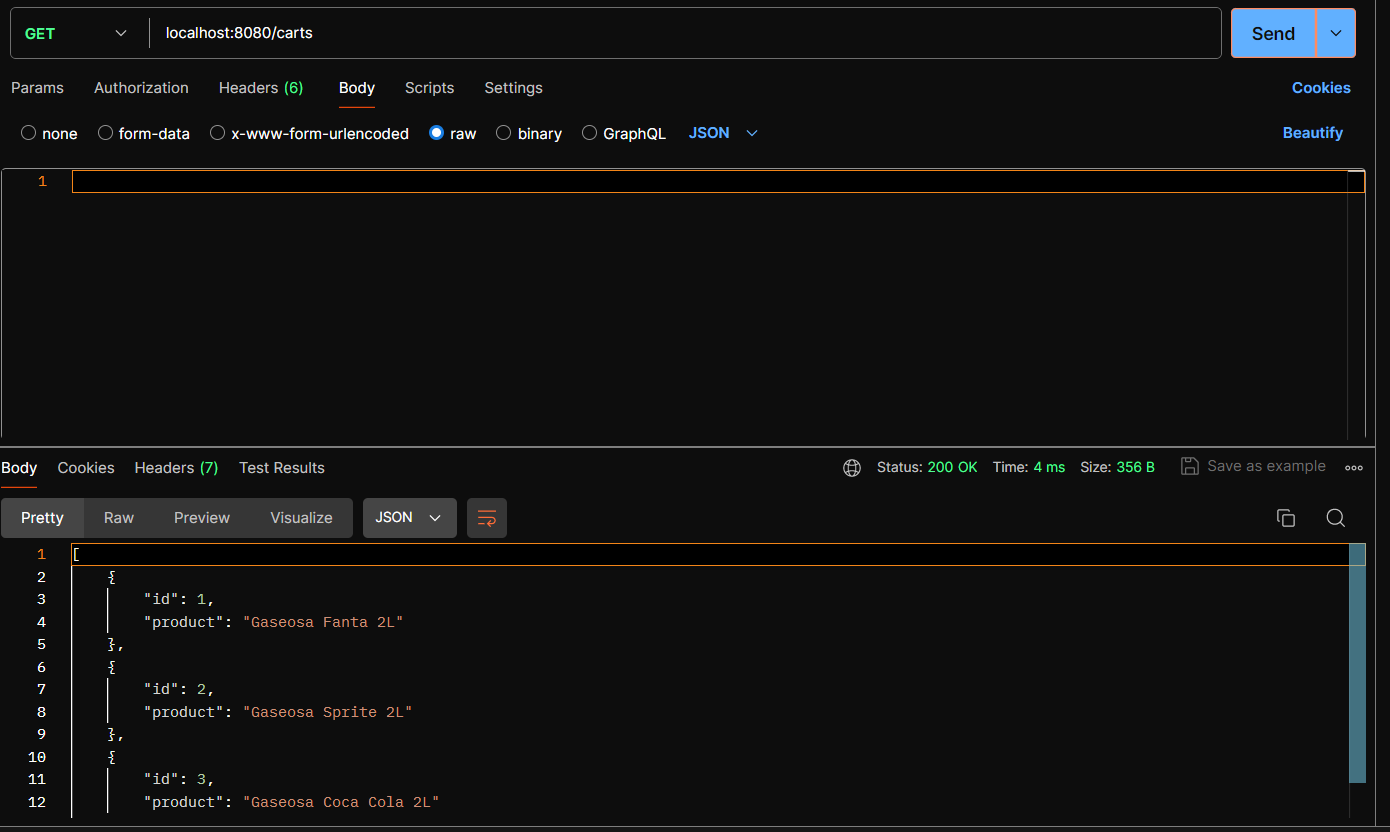 GET localhost:8080/carts Send
Params Authorization Headers (6) Body Scripts Settings Cookies
none form-data x-www-form-urlencoded raw binary GraphQL JSON Beautify
1
Body Cookies Headers (7) Test Results Status: 200 OK Time: 4 ms Size: 356 B Save as example
Pretty Raw Preview Visualize JSON
1 [
2 {
3 "id": 1,
4 "product": "Gaseosa Fanta 2L"
5 },
6 {
7 "id": 2,
8 "product": "Gaseosa Sprite 2L"
9 },
10 {
11 "id": 3,
12 "product": "Gaseosa Coca Cola 2L"